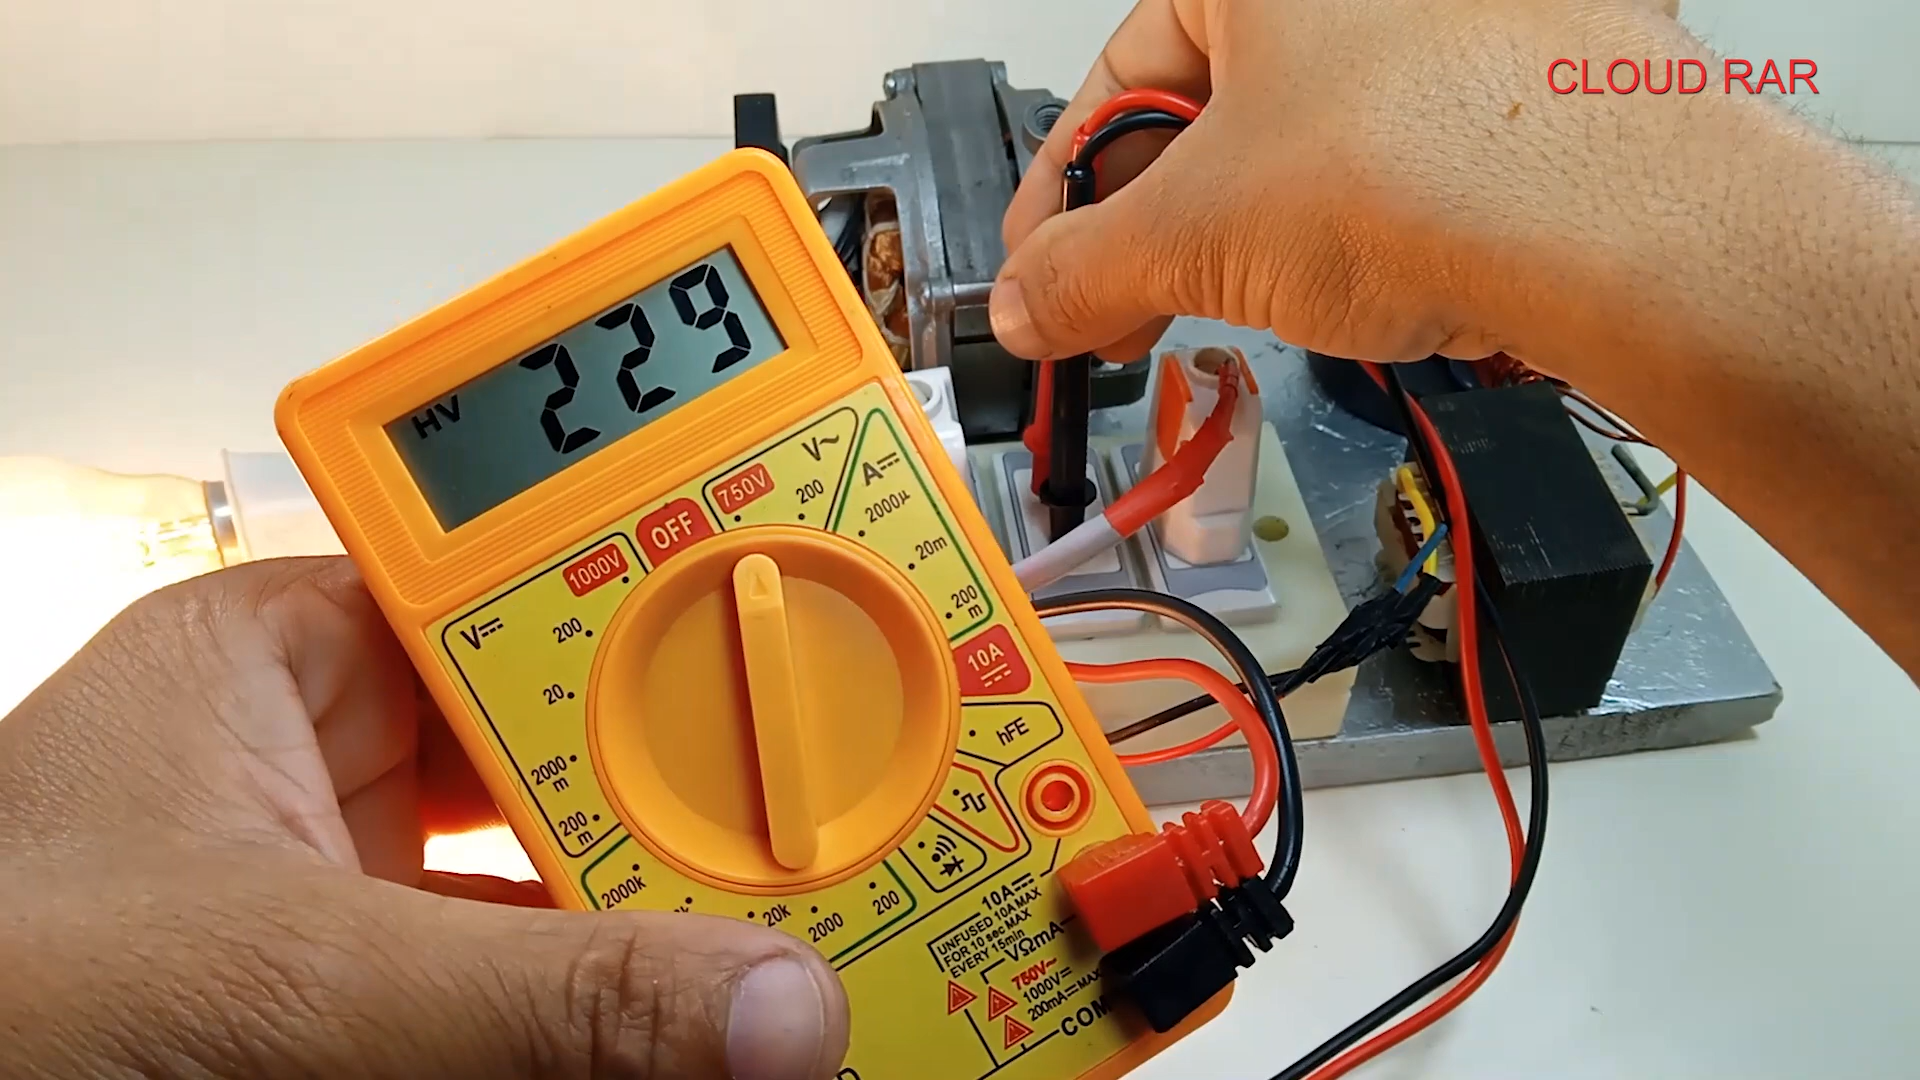 CLOUD RAR
HV 229
OFF
750V
V~
200
A⎓
2000µ
20m
200
m
10A
⎓
hFE
1000V
V⎓
200
20
2000
m
200
m
2000k
20k
2000
200
10A⎓
UNFUSED 10A MAX
FOR 10 sec MAX
EVERY 15min
VΩmA
750V~
1000V⎓
200mA⎓MAX
COM